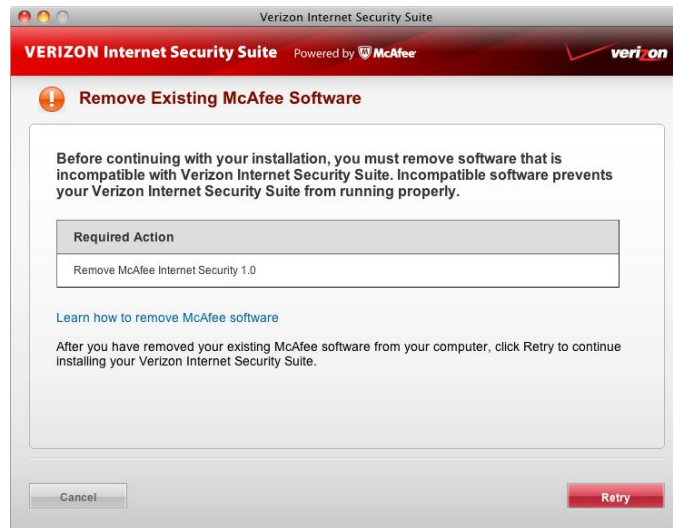 Verizon Internet Security Suite
VERIZON Internet Security Suite Powered by McAfee verizon
Remove Existing McAfee Software
Before continuing with your installation, you must remove software that is
incompatible with Verizon Internet Security Suite. Incompatible software prevents
your Verizon Internet Security Suite from running properly.
Required Action
Remove McAfee Internet Security 1.0
Learn how to remove McAfee software
After you have removed your existing McAfee software from your computer, click Retry to continue
installing your Verizon Internet Security Suite.
Cancel Retry